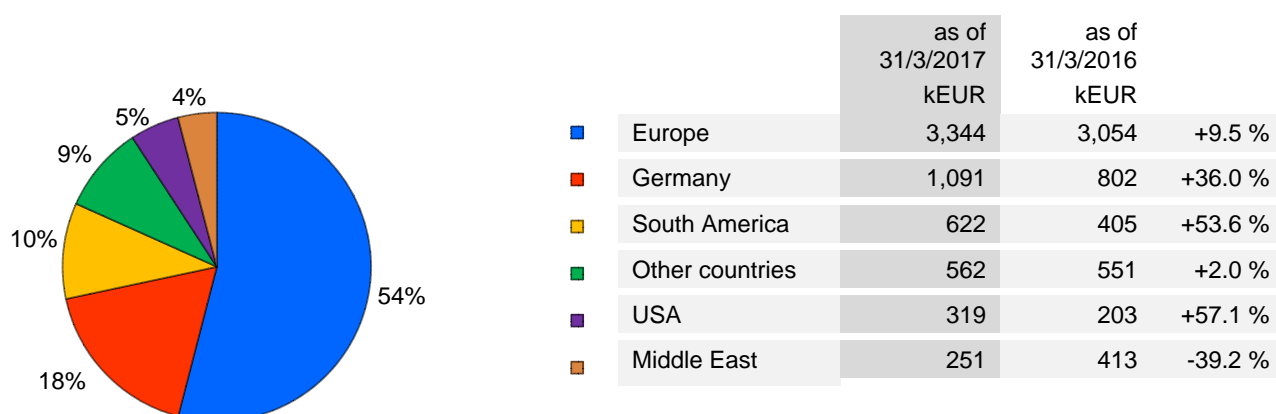 as of as of
31/3/2017 31/3/2016
kEUR kEUR
4%
5%
9%
10%
18%
54%
Europe 3,344 3,054 +9.5 %
Germany 1,091 802 +36.0 %
South America 622 405 +53.6 %
Other countries 562 551 +2.0 %
USA 319 203 +57.1 %
Middle East 251 413 -39.2 %